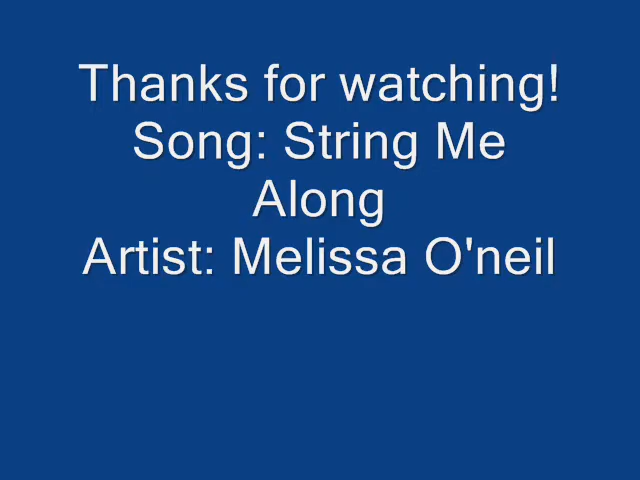 Thanks for watching!
Song: String Me
Along
Artist: Melissa O'neil